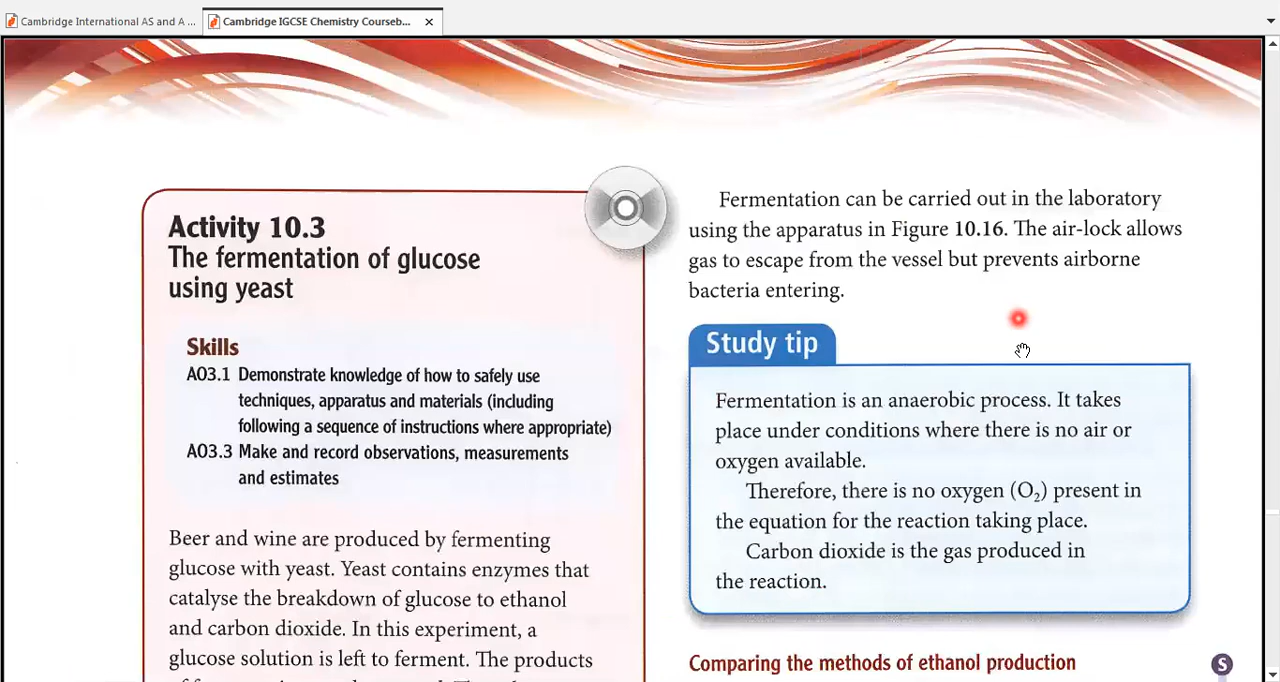 Cambridge International AS and A ...
Cambridge IGCSE Chemistry Courseb...
Activity 10.3
The fermentation of glucose
using yeast
Skills
AO3.1 Demonstrate knowledge of how to safely use
techniques, apparatus and materials (including
following a sequence of instructions where appropriate)
AO3.3 Make and record observations, measurements
and estimates
Beer and wine are produced by fermenting
glucose with yeast. Yeast contains enzymes that
catalyse the breakdown of glucose to ethanol
and carbon dioxide. In this experiment, a
glucose solution is left to ferment. The products
Fermentation can be carried out in the laboratory
using the apparatus in Figure 10.16. The air-lock allows
gas to escape from the vessel but prevents airborne
bacteria entering.
Study tip
Fermentation is an anaerobic process. It takes
place under conditions where there is no air or
oxygen available.
Therefore, there is no oxygen (O₂) present in
the equation for the reaction taking place.
Carbon dioxide is the gas produced in
the reaction.
Comparing the methods of ethanol production
S